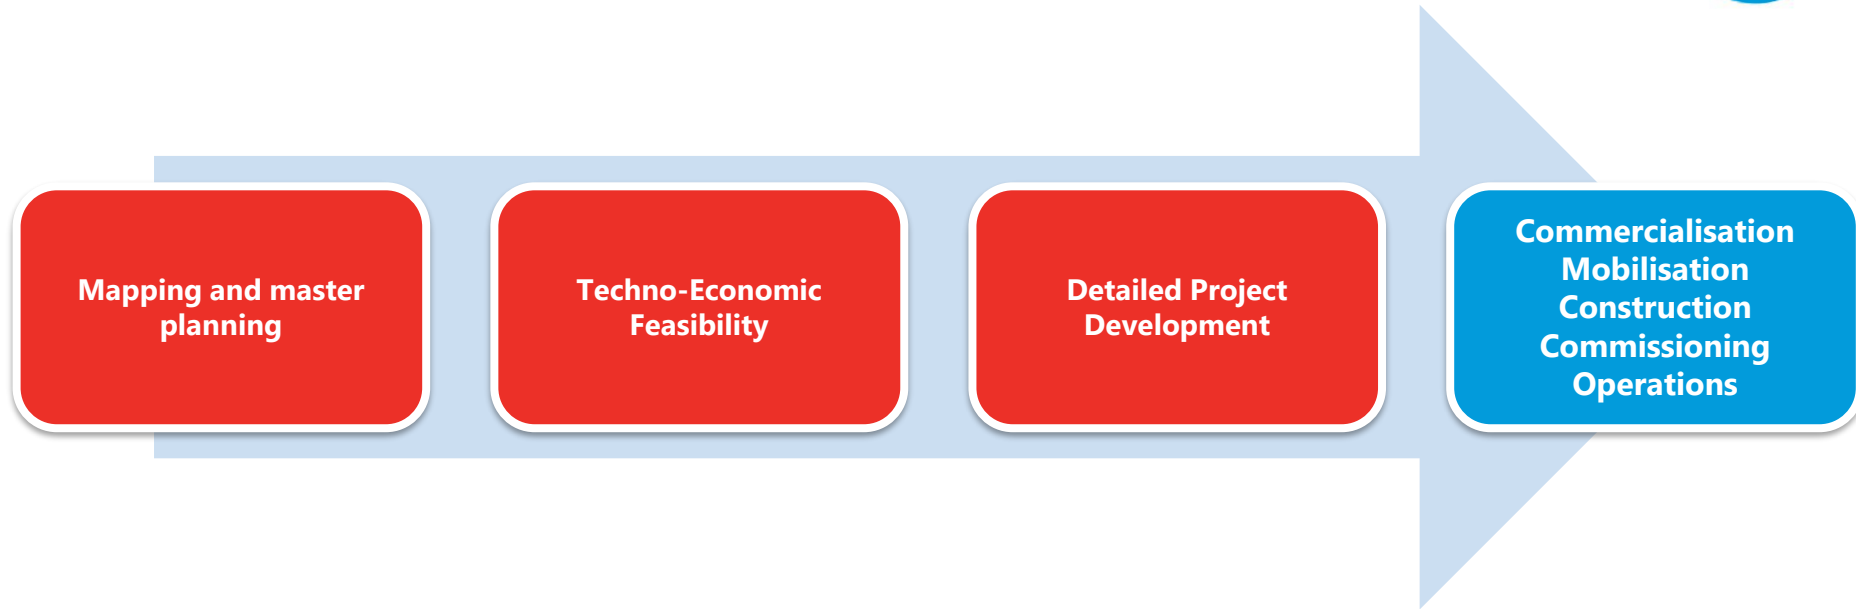 Mapping and master
planning
Techno-Economic
Feasibility
Detailed Project
Development
Commercialisation
Mobilisation
Construction
Commissioning
Operations